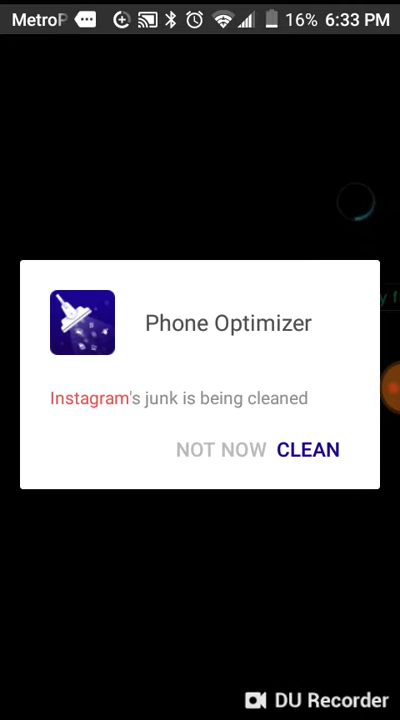 MetroP 16% 6:33 PM
Phone Optimizer
Instagram's junk is being cleaned
NOT NOW CLEAN
DU Recorder